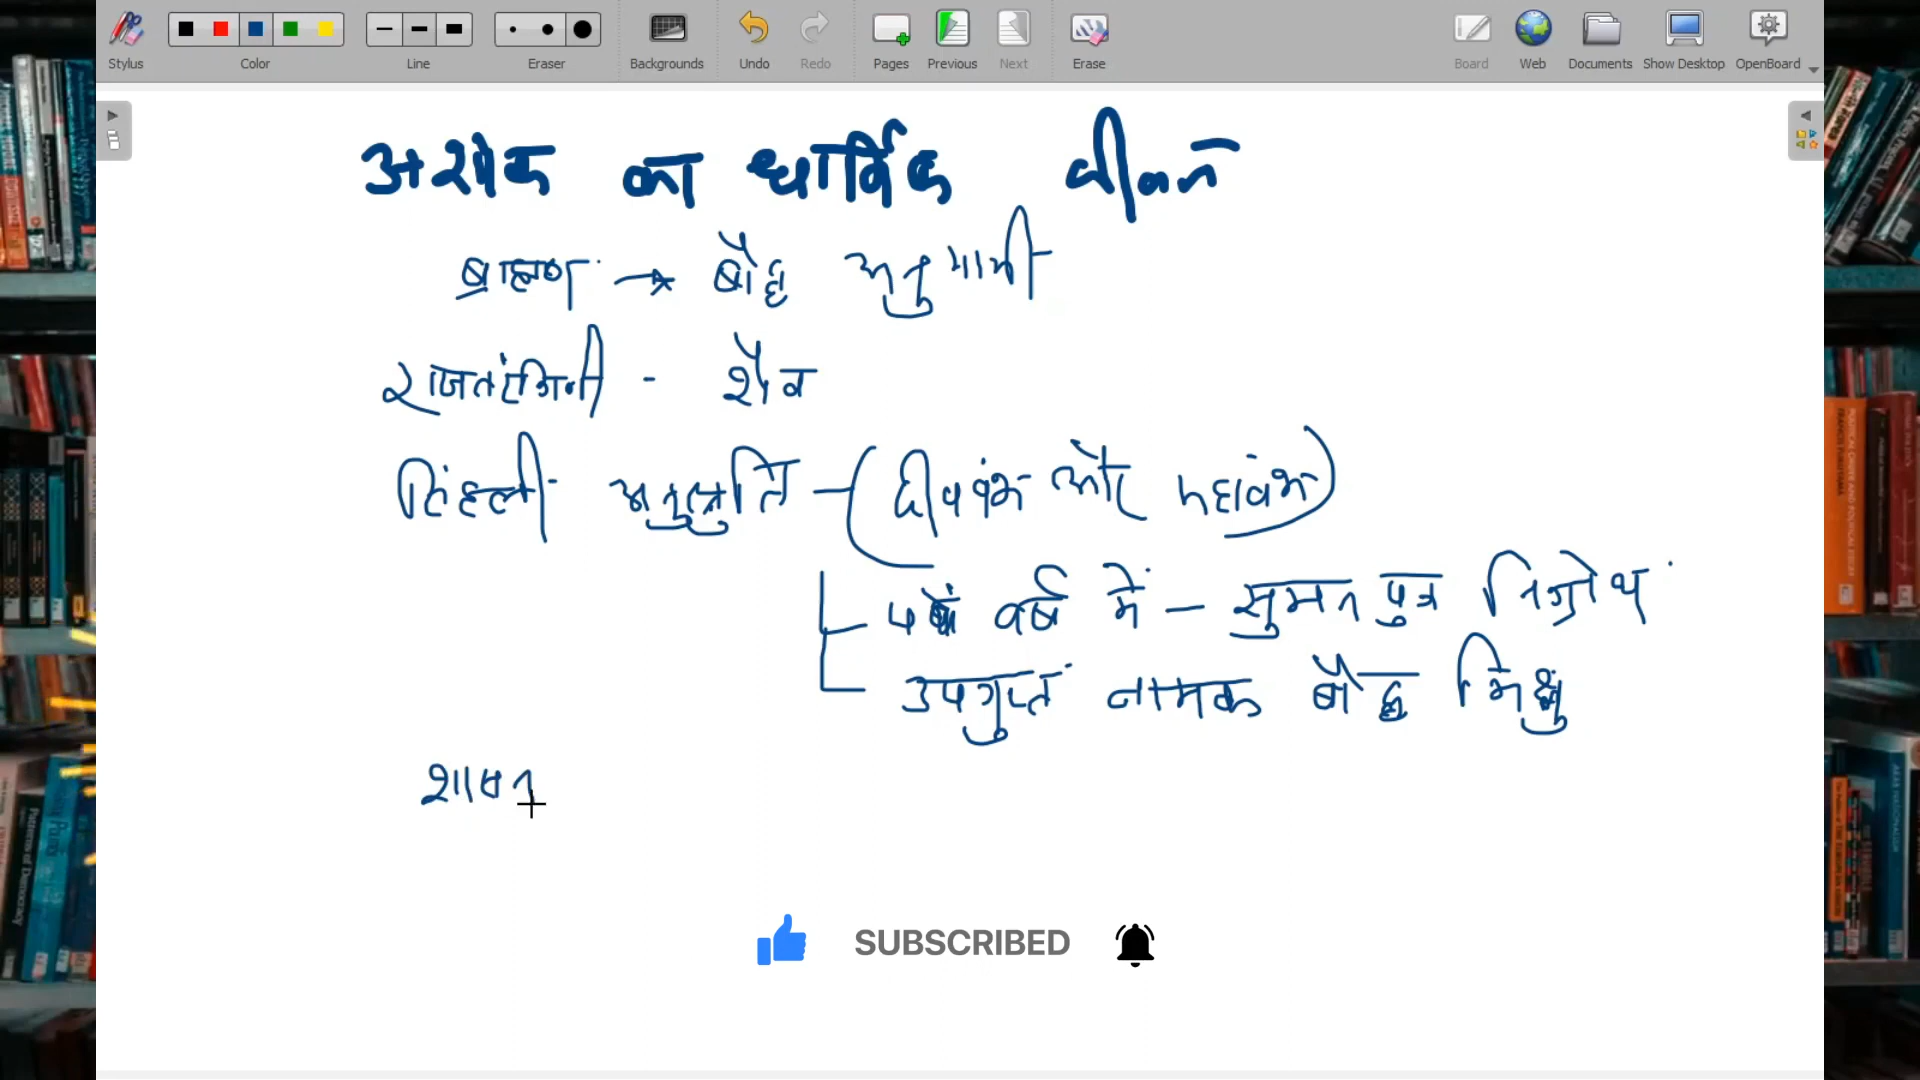 Stylus Color Line Eraser Backgrounds Undo Redo Pages Previous Next Erase Board Web Documents Show Desktop OpenBoard
अशोक का धार्मिक जीवन
ब्राह्मण → बौद्ध अनुगामी
राजतरंगिनी - शैव
सिंहली अनुश्रुति - (दीपवंश और महावंश)
4थे वर्ष में - सुमन पुत्र निग्रोथ
उपगुप्त नामक बौद्ध भिक्षु
SUBSCRIBED